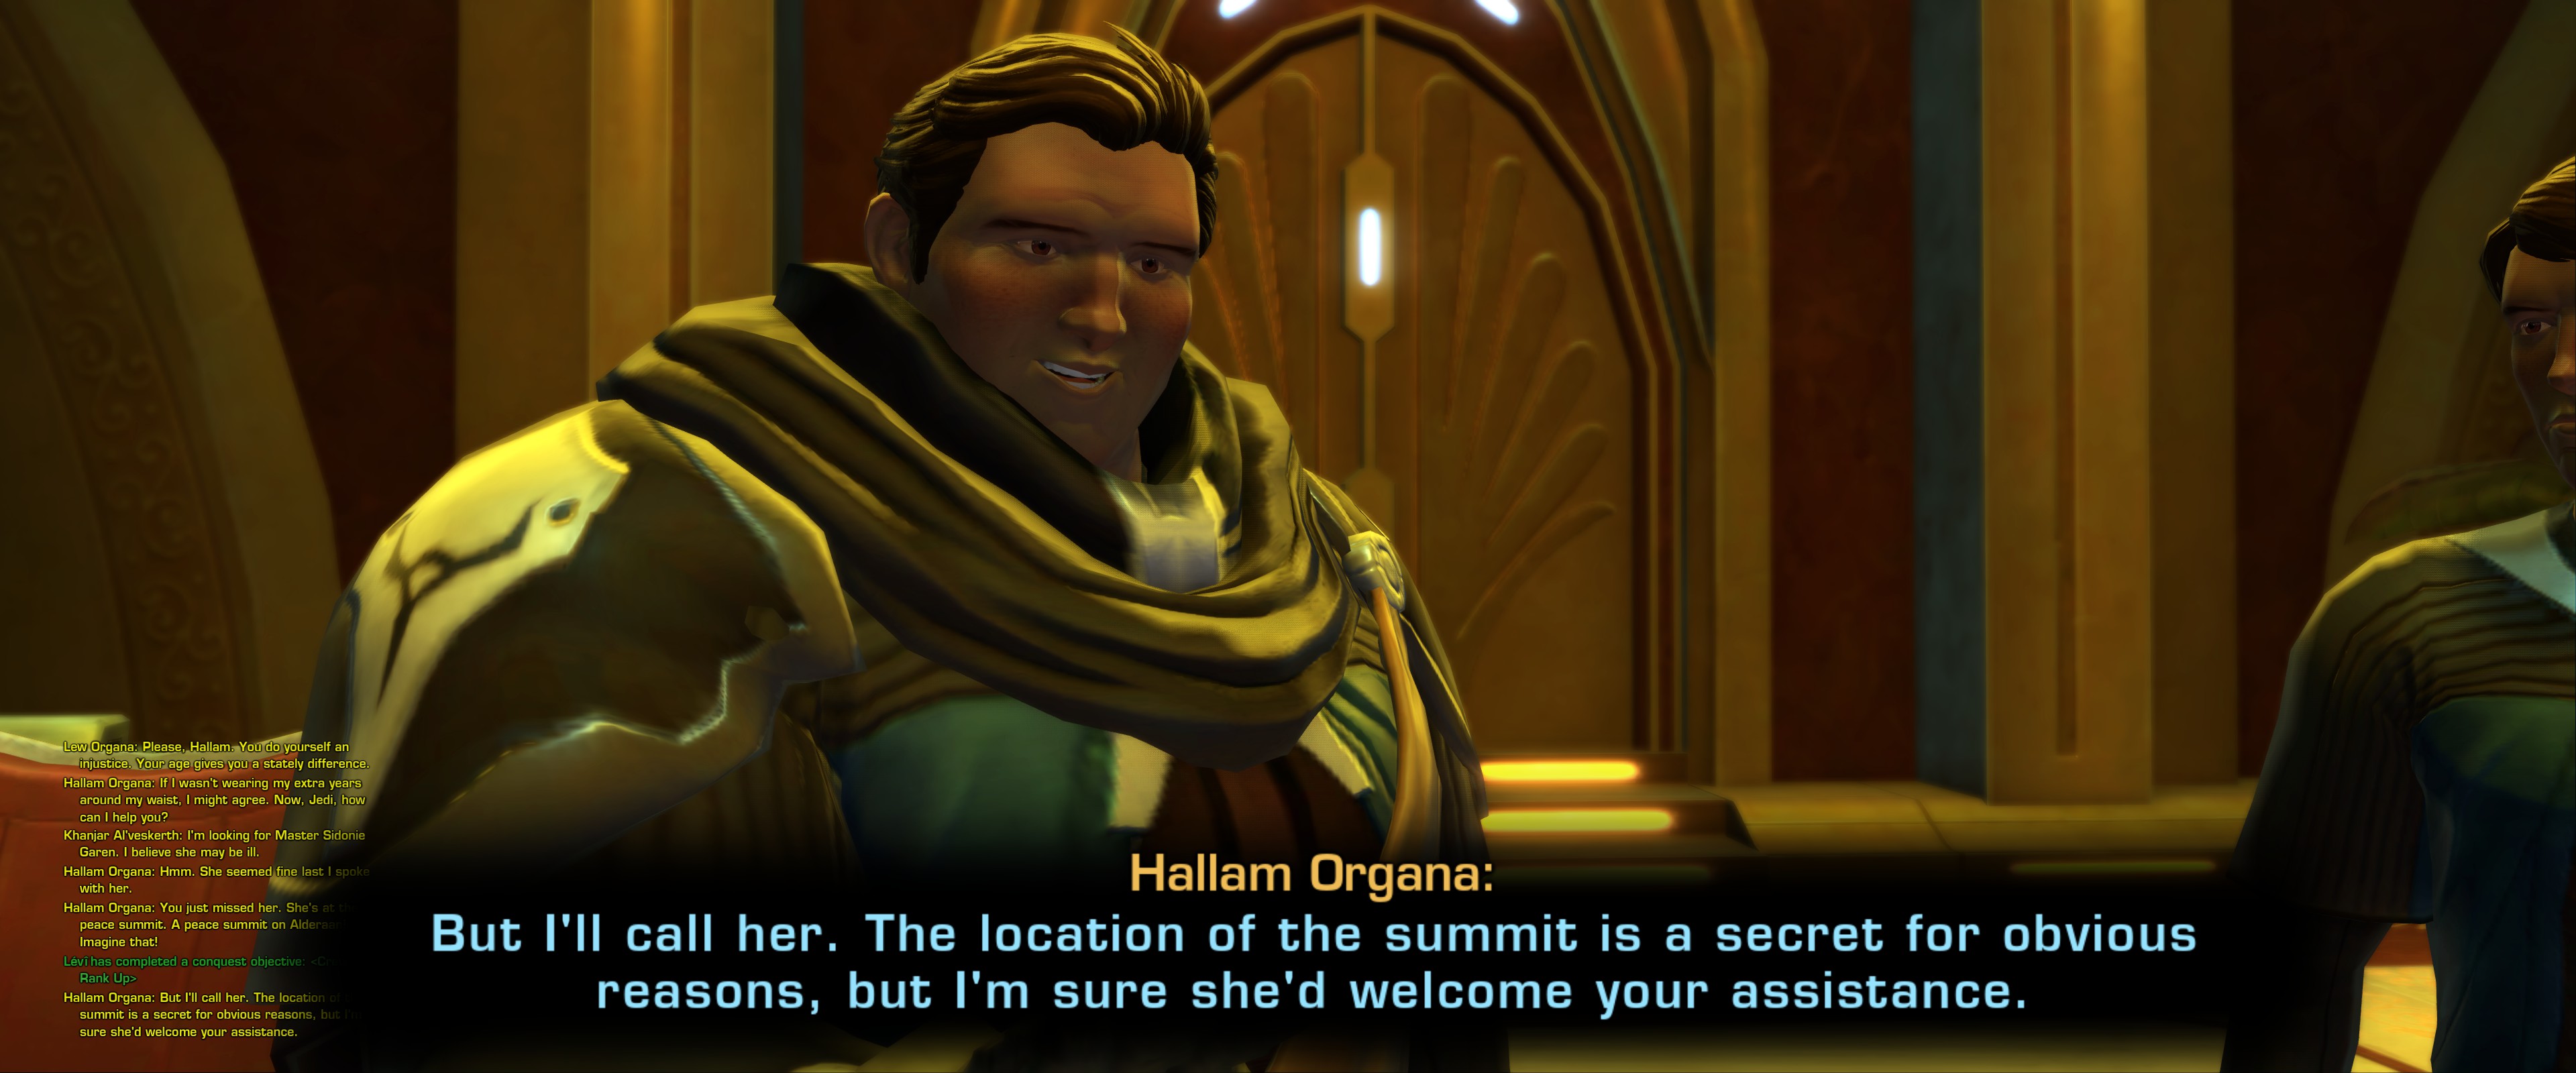 Lew Organa: Please, Hallam. You do yourself an
injustice. Your age gives you a stately difference.
Hallam Organa: If I wasn't wearing my extra years
around my waist, I might agree. Now, Jedi, how
can I help you?
Khanjar Al'veskerth: I'm looking for Master Sidonie
Garen. I believe she may be ill.
Hallam Organa: Hmm. She seemed fine last I spoke
with her.
Hallam Organa: You just missed her. She's at the
peace summit. A peace summit on Alderaan
Imagine that!
Lévi has completed a conquest objective:
Rank Up>
Hallam Organa: But I'll call her. The location of
summit is a secret for obvious reasons, but I'm
sure she'd welcome your assistance.
Hallam Organa:
But I'll call her. The location of the summit is a secret for obvious
reasons, but I'm sure she'd welcome your assistance.